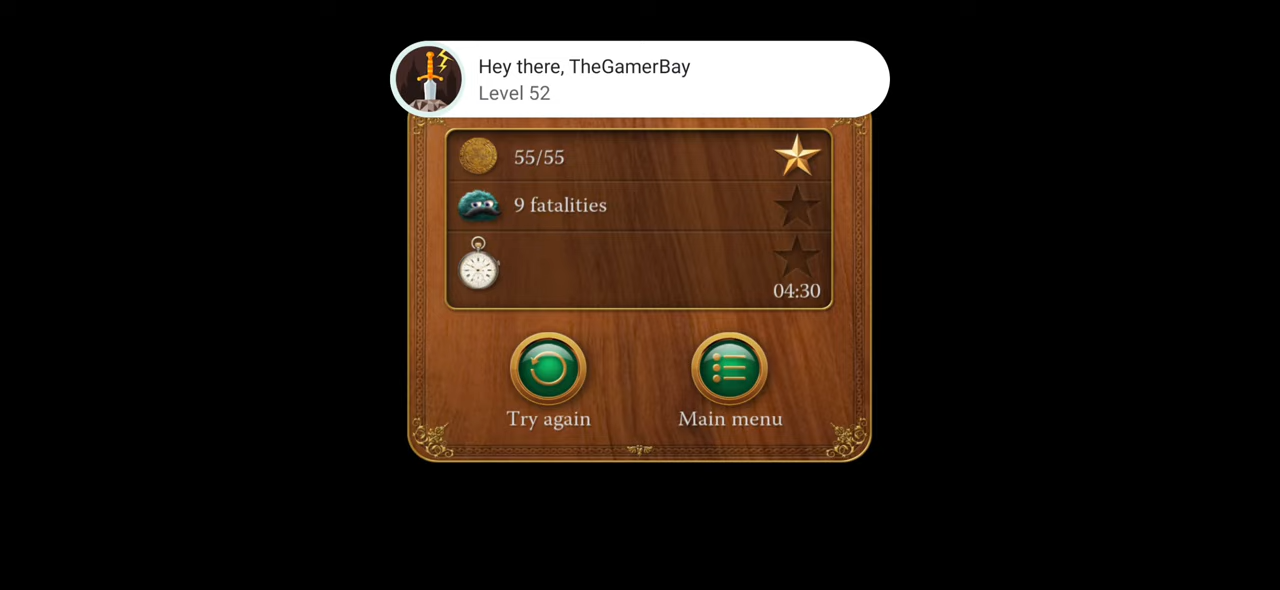 Hey there, TheGamerBay
Level 52
55/55
9 fatalities
04:30
Try again
Main menu